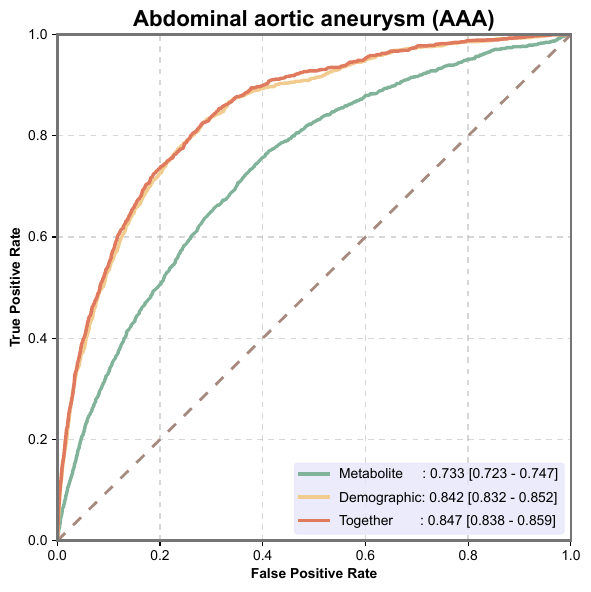 Abdominal aortic aneurysm (AAA)
True Positive Rate
1.0
0.8
0.6
0.4
0.2
0.0
Metabolite : 0.733 [0.723 - 0.747]
Demographic: 0.842 [0.832 - 0.852]
Together : 0.847 [0.838 - 0.859]
0.0 0.2 0.4 0.6 0.8 1.0
False Positive Rate